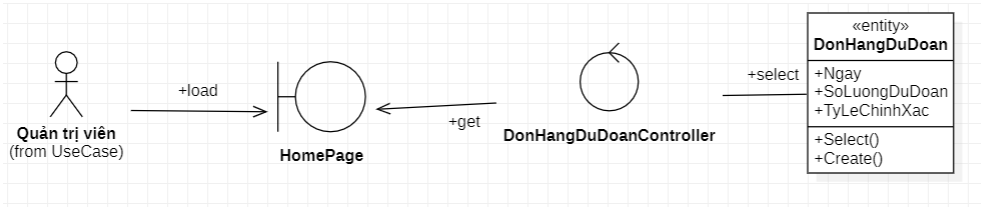 Quản trị viên
(from UseCase)
+load
HomePage
+get
DonHangDuDoanController
+select
«entity»
DonHangDuDoan
+Ngay
+SoLuongDuDoan
+TyLeChinhXac
+Select()
+Create()